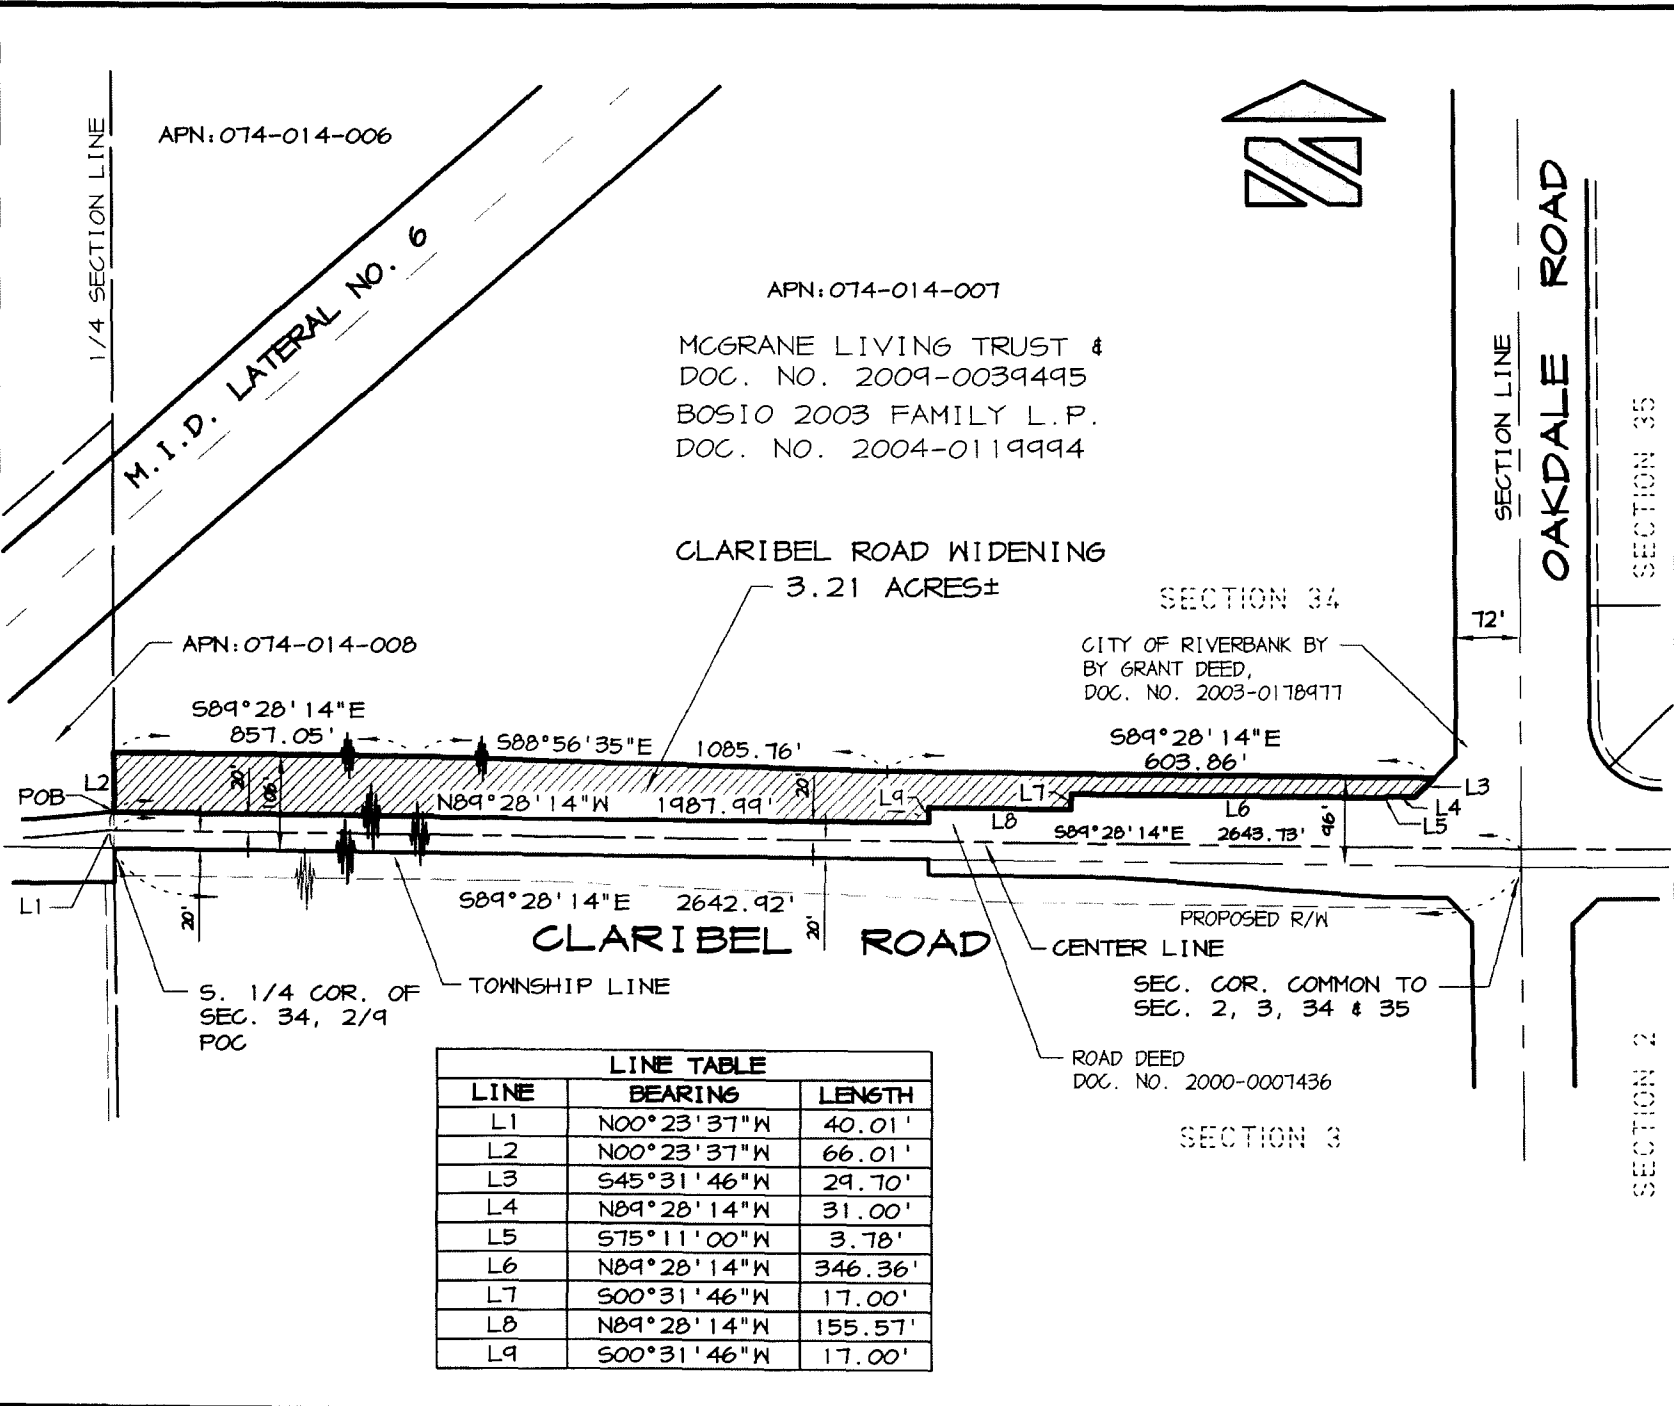 1/4 SECTION LINE
APN:074-014-006
M.I.D. LATERAL NO. 6
APN:074-014-007
MCGRANE LIVING TRUST &
DOC. NO. 2009-0039495
BOSIO 2003 FAMILY L.P.
DOC. NO. 2004-0119994
SECTION LINE
OAKDALE ROAD
SECTION 35
CLARIBEL ROAD WIDENING
3.21 ACRES±
SECTION 34
72'
CITY OF RIVERBANK BY
BY GRANT DEED,
DOC. NO. 2003-0178977
APN:074-014-008
S89°28'14"E
857.05'
S88°56'35"E 1085.76'
S89°28'14"E
603.86'
L2
POB
20'
106'
N89°28'14"W 1987.99'
20'
L9
L7
L8
L6
L3
L4
L5
S89°28'14"E 2643.73'
96'
L1
20'
S89°28'14"E 2642.92'
20'
PROPOSED R/W
CLARIBEL ROAD
CENTER LINE
TOWNSHIP LINE
S. 1/4 COR. OF
SEC. 34, 2/9
POC
SEC. COR. COMMON TO
SEC. 2, 3, 34 & 35
ROAD DEED
DOC. NO. 2000-0007436
SECTION 3
SECTION 2
LINE TABLE
LINE BEARING LENGTH
L1 N00°23'37"W 40.01'
L2 N00°23'37"W 66.01'
L3 S45°31'46"W 29.70'
L4 N89°28'14"W 31.00'
L5 S75°11'00"W 3.78'
L6 N89°28'14"W 346.36'
L7 S00°31'46"W 17.00'
L8 N89°28'14"W 155.57'
L9 S00°31'46"W 17.00'